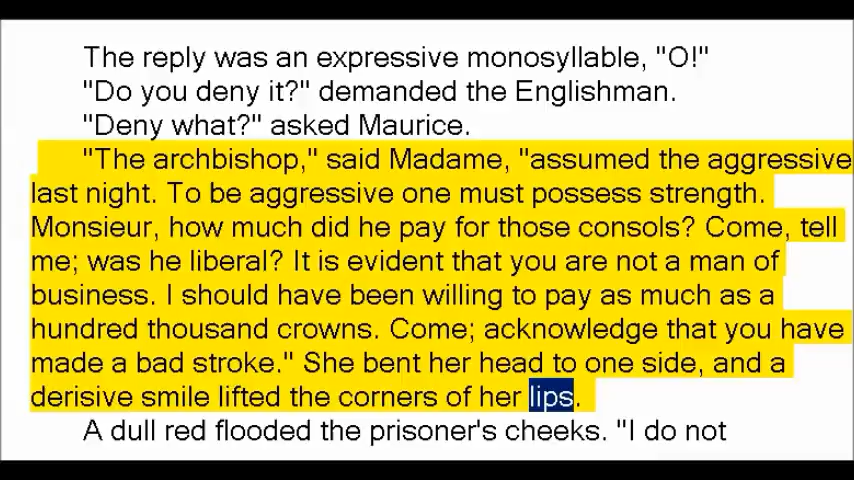 The reply was an expressive monosyllable, "O!"
"Do you deny it?" demanded the Englishman.
"Deny what?" asked Maurice.
"The archbishop," said Madame, "assumed the aggressive
last night. To be aggressive one must possess strength.
Monsieur, how much did he pay for those consols? Come, tell
me; was he liberal? It is evident that you are not a man of
business. I should have been willing to pay as much as a
hundred thousand crowns. Come; acknowledge that you have
made a bad stroke." She bent her head to one side, and a
derisive smile lifted the corners of her lips.
A dull red flooded the prisoner's cheeks. "I do not